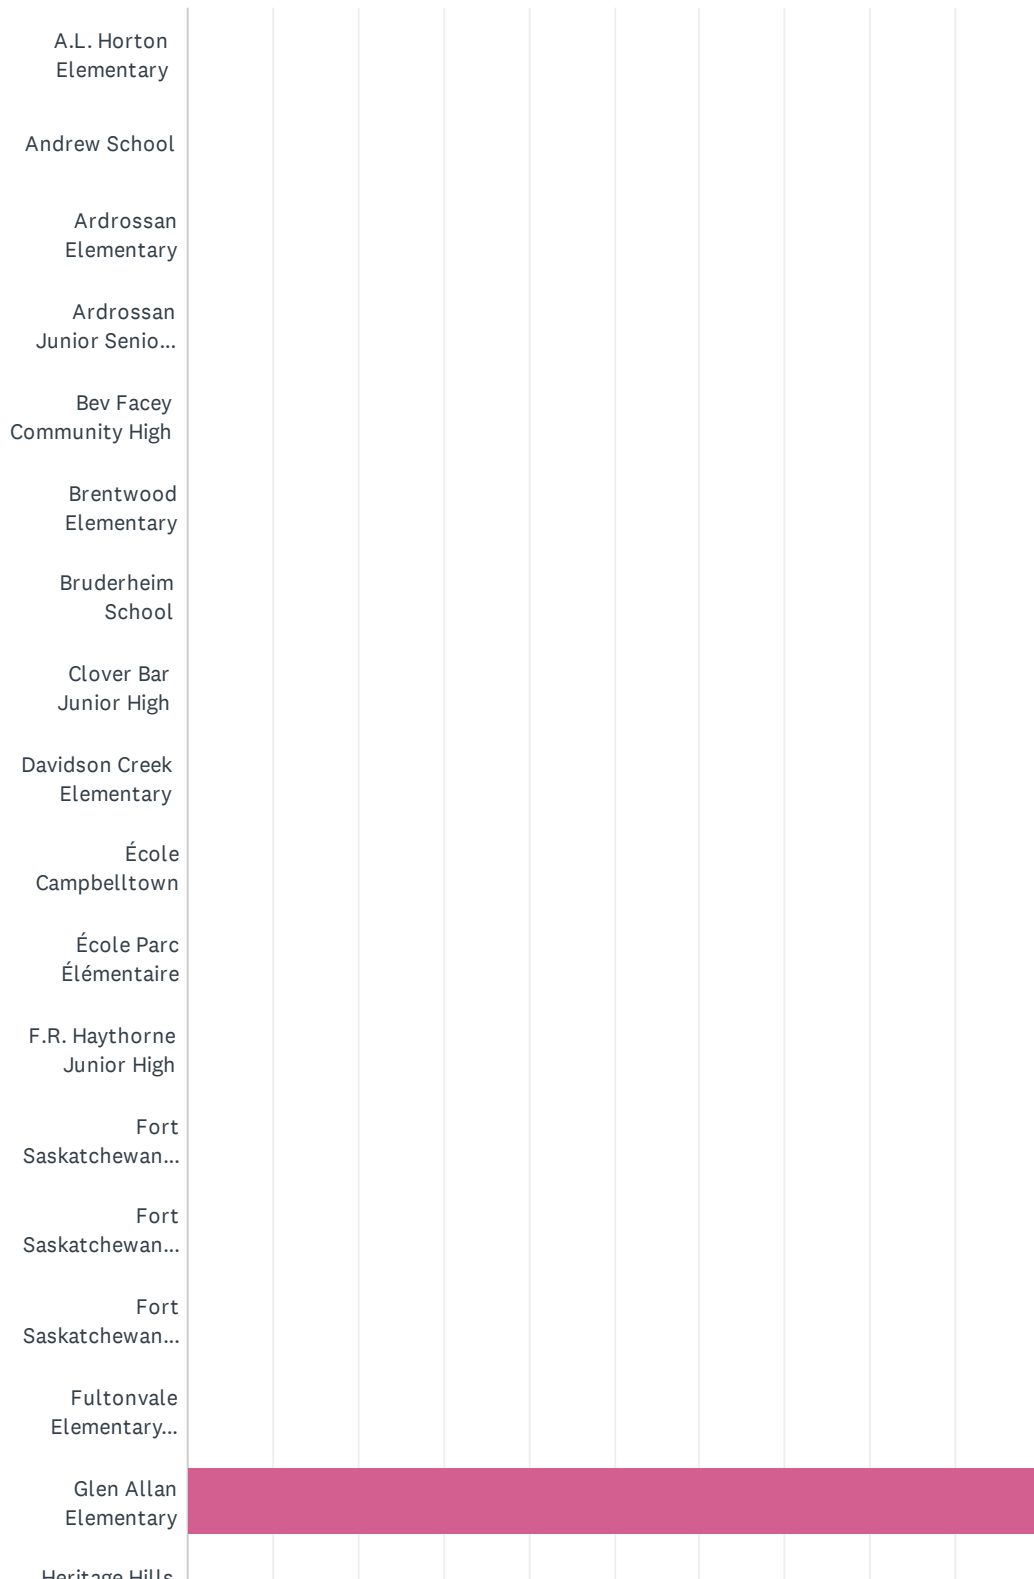 A.L. Horton
Elementary
Andrew School
Ardrossan
Elementary
Ardrossan
Junior Senio...
Bev Facey
Community High
Brentwood
Elementary
Bruderheim
School
Clover Bar
Junior High
Davidson Creek
Elementary
École
Campbelltown
École Parc
Élémentaire
F.R. Haythorne
Junior High
Fort
Saskatchewan...
Fort
Saskatchewan...
Fort
Saskatchewan...
Fultonvale
Elementary...
Glen Allan
Elementary
Heritage Hills